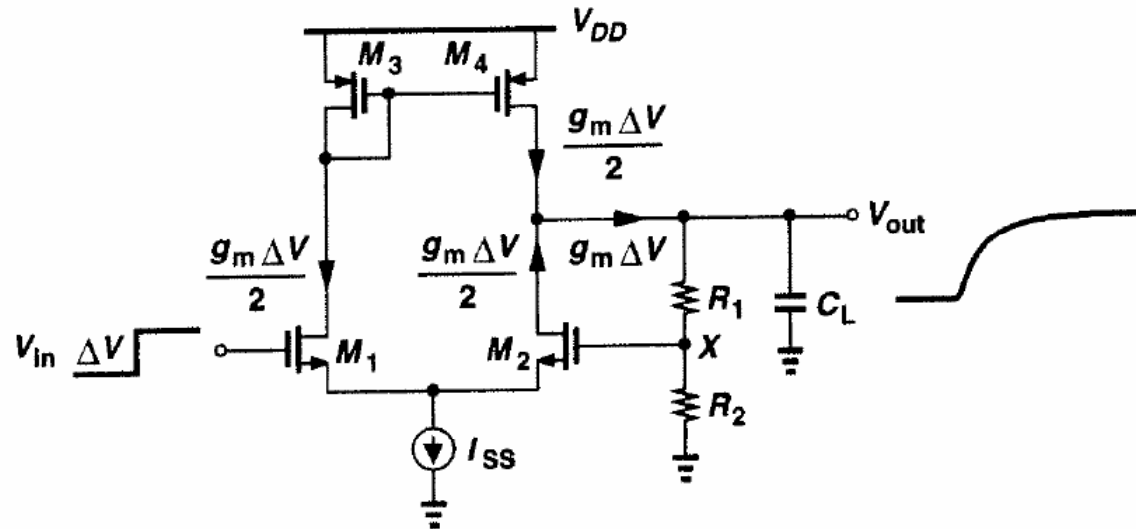 V_DD
M_3
M_4
g_m ΔV
2
g_m ΔV
2
g_m ΔV
2
g_m ΔV
V_out
R_1
C_L
V_in ΔV
M_1
M_2
X
R_2
I_SS